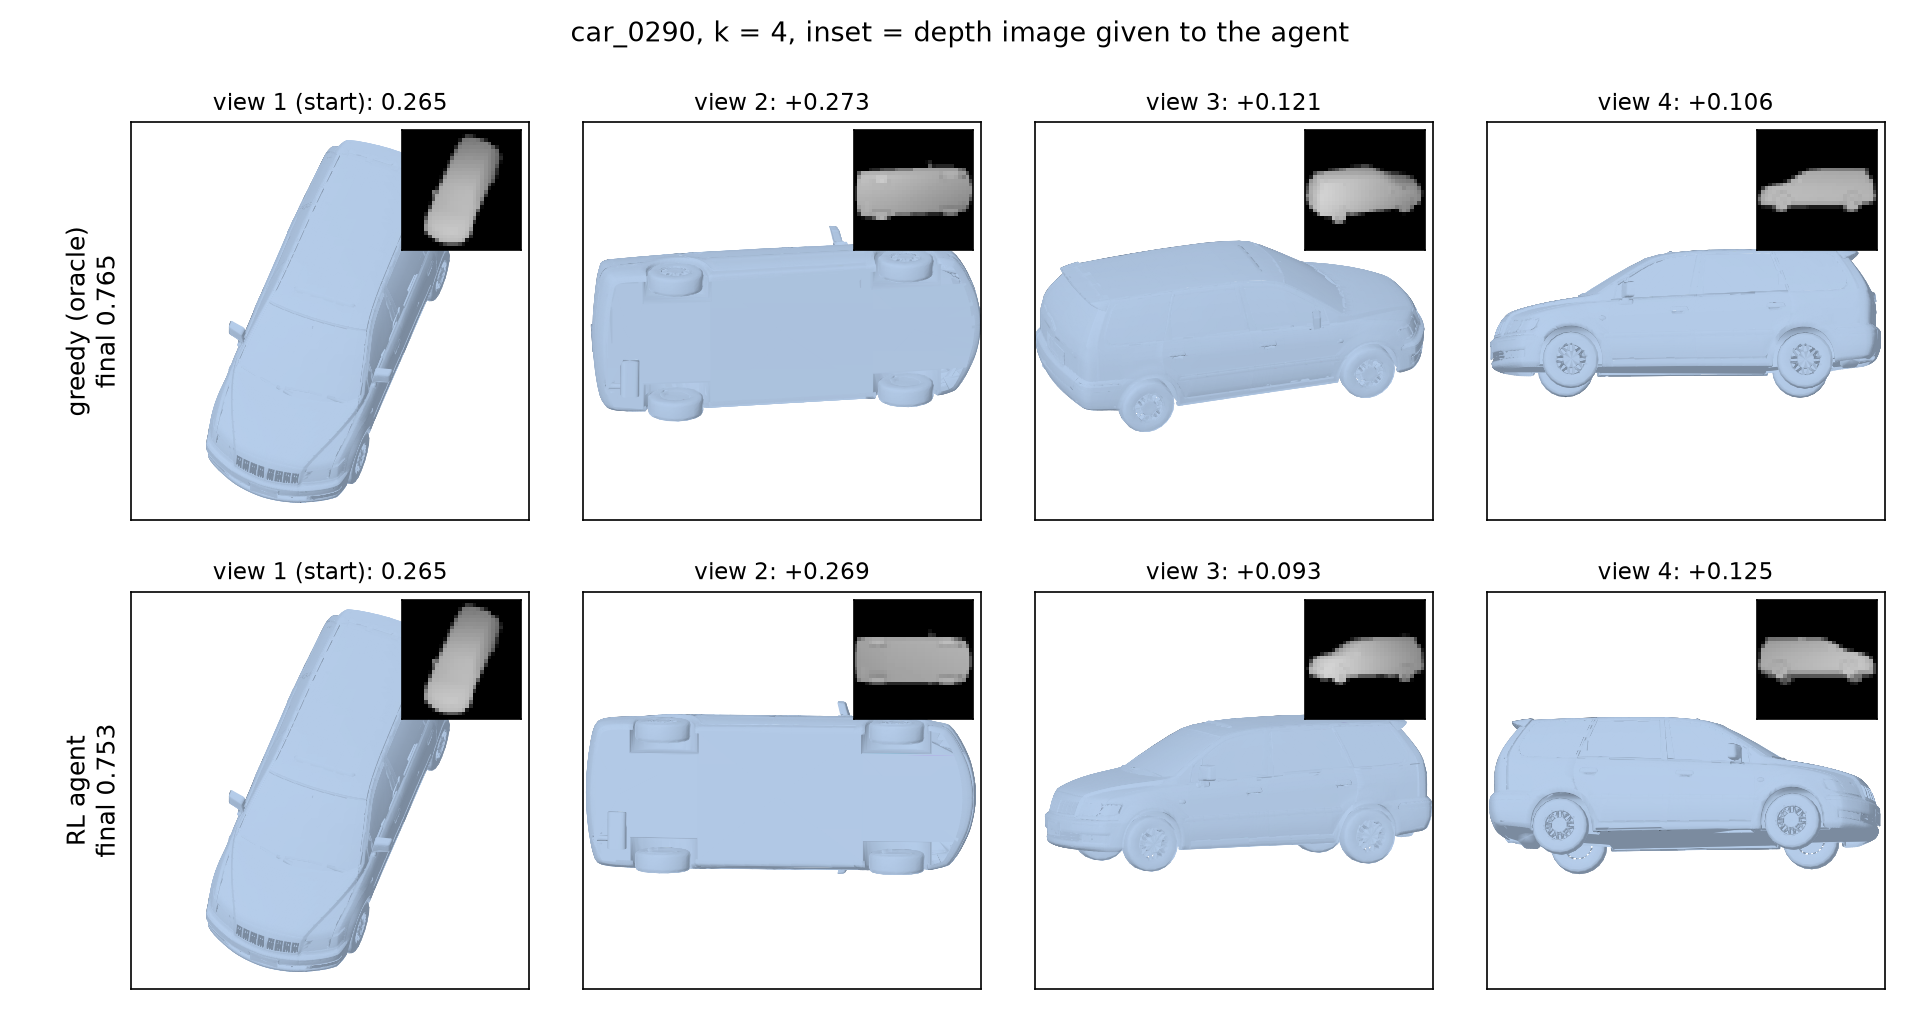 car_0290, k = 4, inset = depth image given to the agent
greedy (oracle)
final 0.765
view 1 (start): 0.265
view 2: +0.273
view 3: +0.121
view 4: +0.106
RL agent
final 0.753
view 1 (start): 0.265
view 2: +0.269
view 3: +0.093
view 4: +0.125